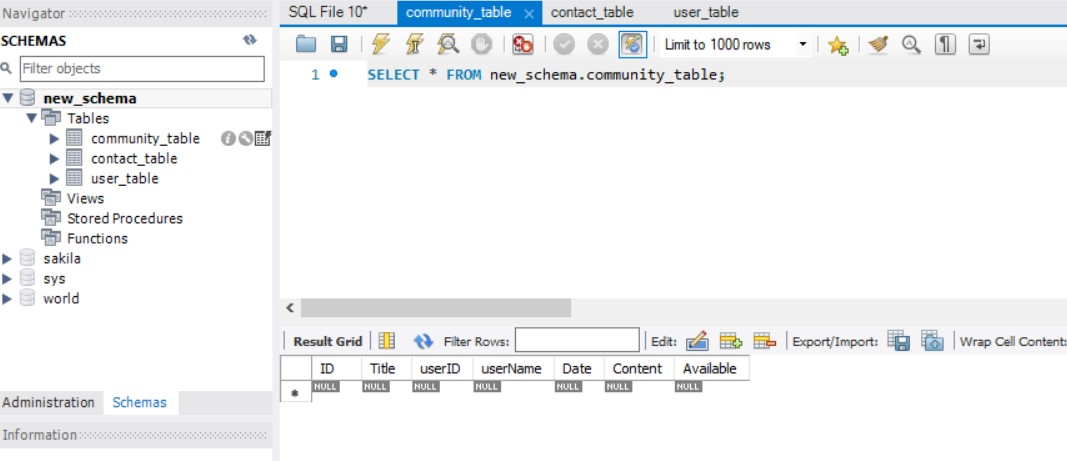 Navigator
SCHEMAS
Filter objects
new_schema
Tables
community_table
contact_table
user_table
Views
Stored Procedures
Functions
sakila
sys
world
Administration Schemas
Information
SQL File 10* community_table contact_table user_table
Limit to 1000 rows
1 SELECT * FROM new_schema.community_table;
Result Grid Filter Rows: Edit: Export/Import: Wrap Cell Content:
ID Title userID userName Date Content Available
NULL NULL NULL NULL NULL NULL NULL